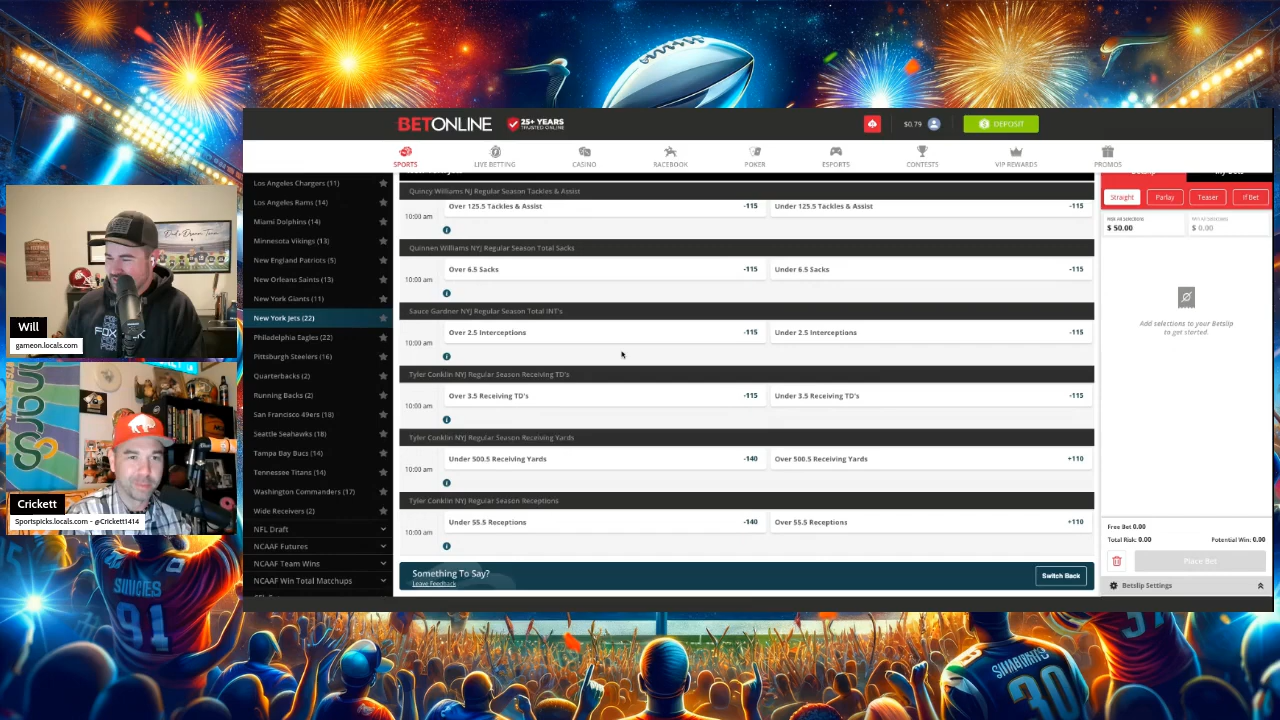 BETONLINE
25+ YEARS
TRUSTED ONLINE
$0.79
DEPOSIT
SPORTS
LIVE BETTING
CASINO
RACEBOOK
POKER
ESPORTS
CONTESTS
VIP REWARDS
PROMOS
Los Angeles Chargers (11)
Los Angeles Rams (14)
Miami Dolphins (14)
Minnesota Vikings (13)
New England Patriots (5)
New Orleans Saints (13)
New York Giants (11)
New York Jets (22)
Philadelphia Eagles (22)
Pittsburgh Steelers (16)
Quarterbacks (2)
Running Backs (2)
San Francisco 49ers (18)
Seattle Seahawks (18)
Tampa Bay Bucs (14)
Tennessee Titans (14)
Washington Commanders (17)
Wide Receivers (2)
NFL Draft
NCAAF Futures
NCAAF Team Wins
NCAAF Win Total Matchups
Quincy Williams NJ Regular Season Tackles & Assist
10:00 am
Over 125.5 Tackles & Assist -115
Under 125.5 Tackles & Assist -115
Quinnen Williams NYJ Regular Season Total Sacks
10:00 am
Over 6.5 Sacks -115
Under 6.5 Sacks -115
Sauce Gardner NYJ Regular Season Total INT's
10:00 am
Over 2.5 Interceptions -115
Under 2.5 Interceptions -115
Tyler Conklin NYJ Regular Season Receiving TD's
10:00 am
Over 3.5 Receiving TD's -115
Under 3.5 Receiving TD's -115
Tyler Conklin NYJ Regular Season Receiving Yards
10:00 am
Under 500.5 Receiving Yards -140
Over 500.5 Receiving Yards +110
Tyler Conklin NYJ Regular Season Receptions
10:00 am
Under 55.5 Receptions -140
Over 55.5 Receptions +110
Something To Say?
Leave Feedback
Switch Back
Straight
Parlay
Teaser
If Bet
$ 50.00
$ 0.00
Add selections to your Betslip
to get started.
Free Bet 0.00
Total Risk: 0.00
Potential Win: 0.00
Place Bet
Betslip Settings
Will
gameon.locals.com
Crickett
Sportspicks.locals.com - @Crickett1414
91
30